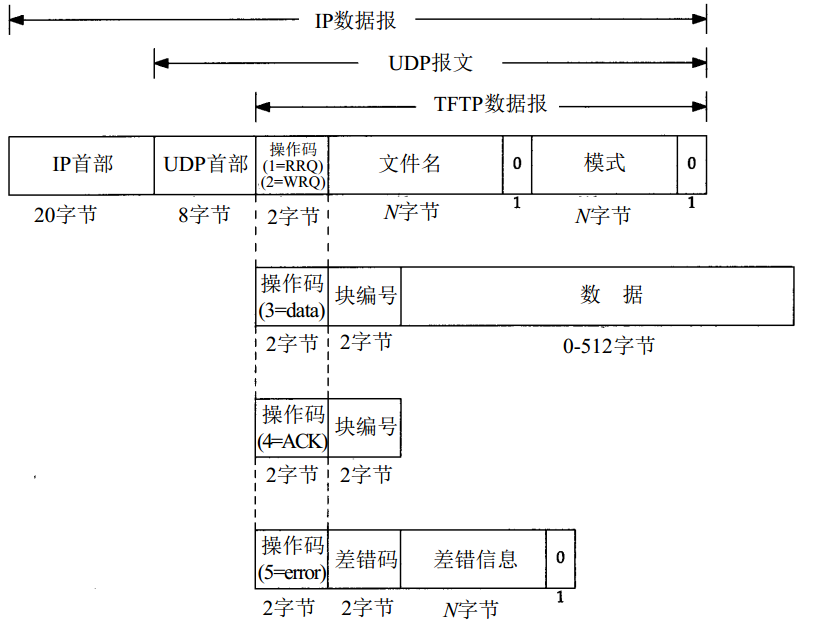 IP数据报
UDP报文
TFTP数据报
IP首部
UDP首部
操作码
(1=RRQ)
(2=WRQ)
文件名
0
模式
0
20字节
8字节
2字节
N字节
1
N字节
1
操作码
(3=data)
块编号
数 据
2字节
2字节
0-512字节
操作码
(4=ACK)
块编号
2字节
2字节
操作码
(5=error)
差错码
差错信息
0
2字节
2字节
N字节
1